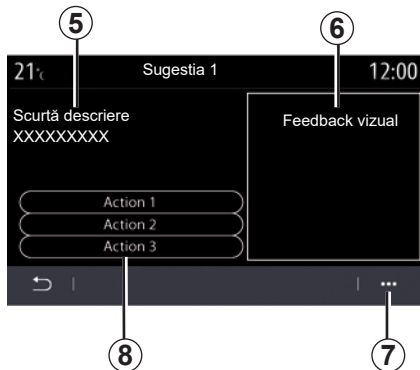 5 6
21°C Sugestia 1 12:00
Scurtă descriere
XXXXXXXXX
Feedback vizual
Action 1
Action 2
Action 3
8 7